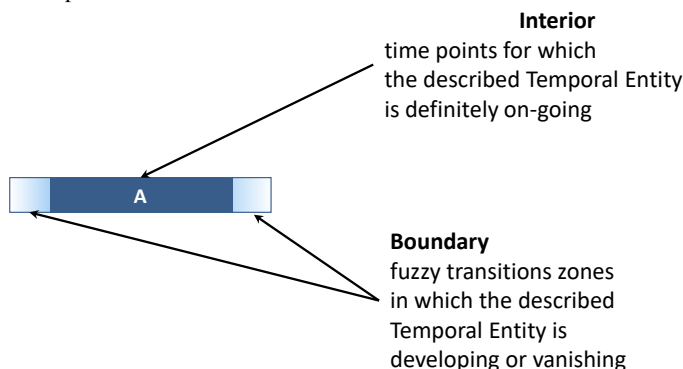 Interior
time points for which
the described Temporal Entity
is definitely on-going
A
Boundary
fuzzy transitions zones
in which the described
Temporal Entity is
developing or vanishing